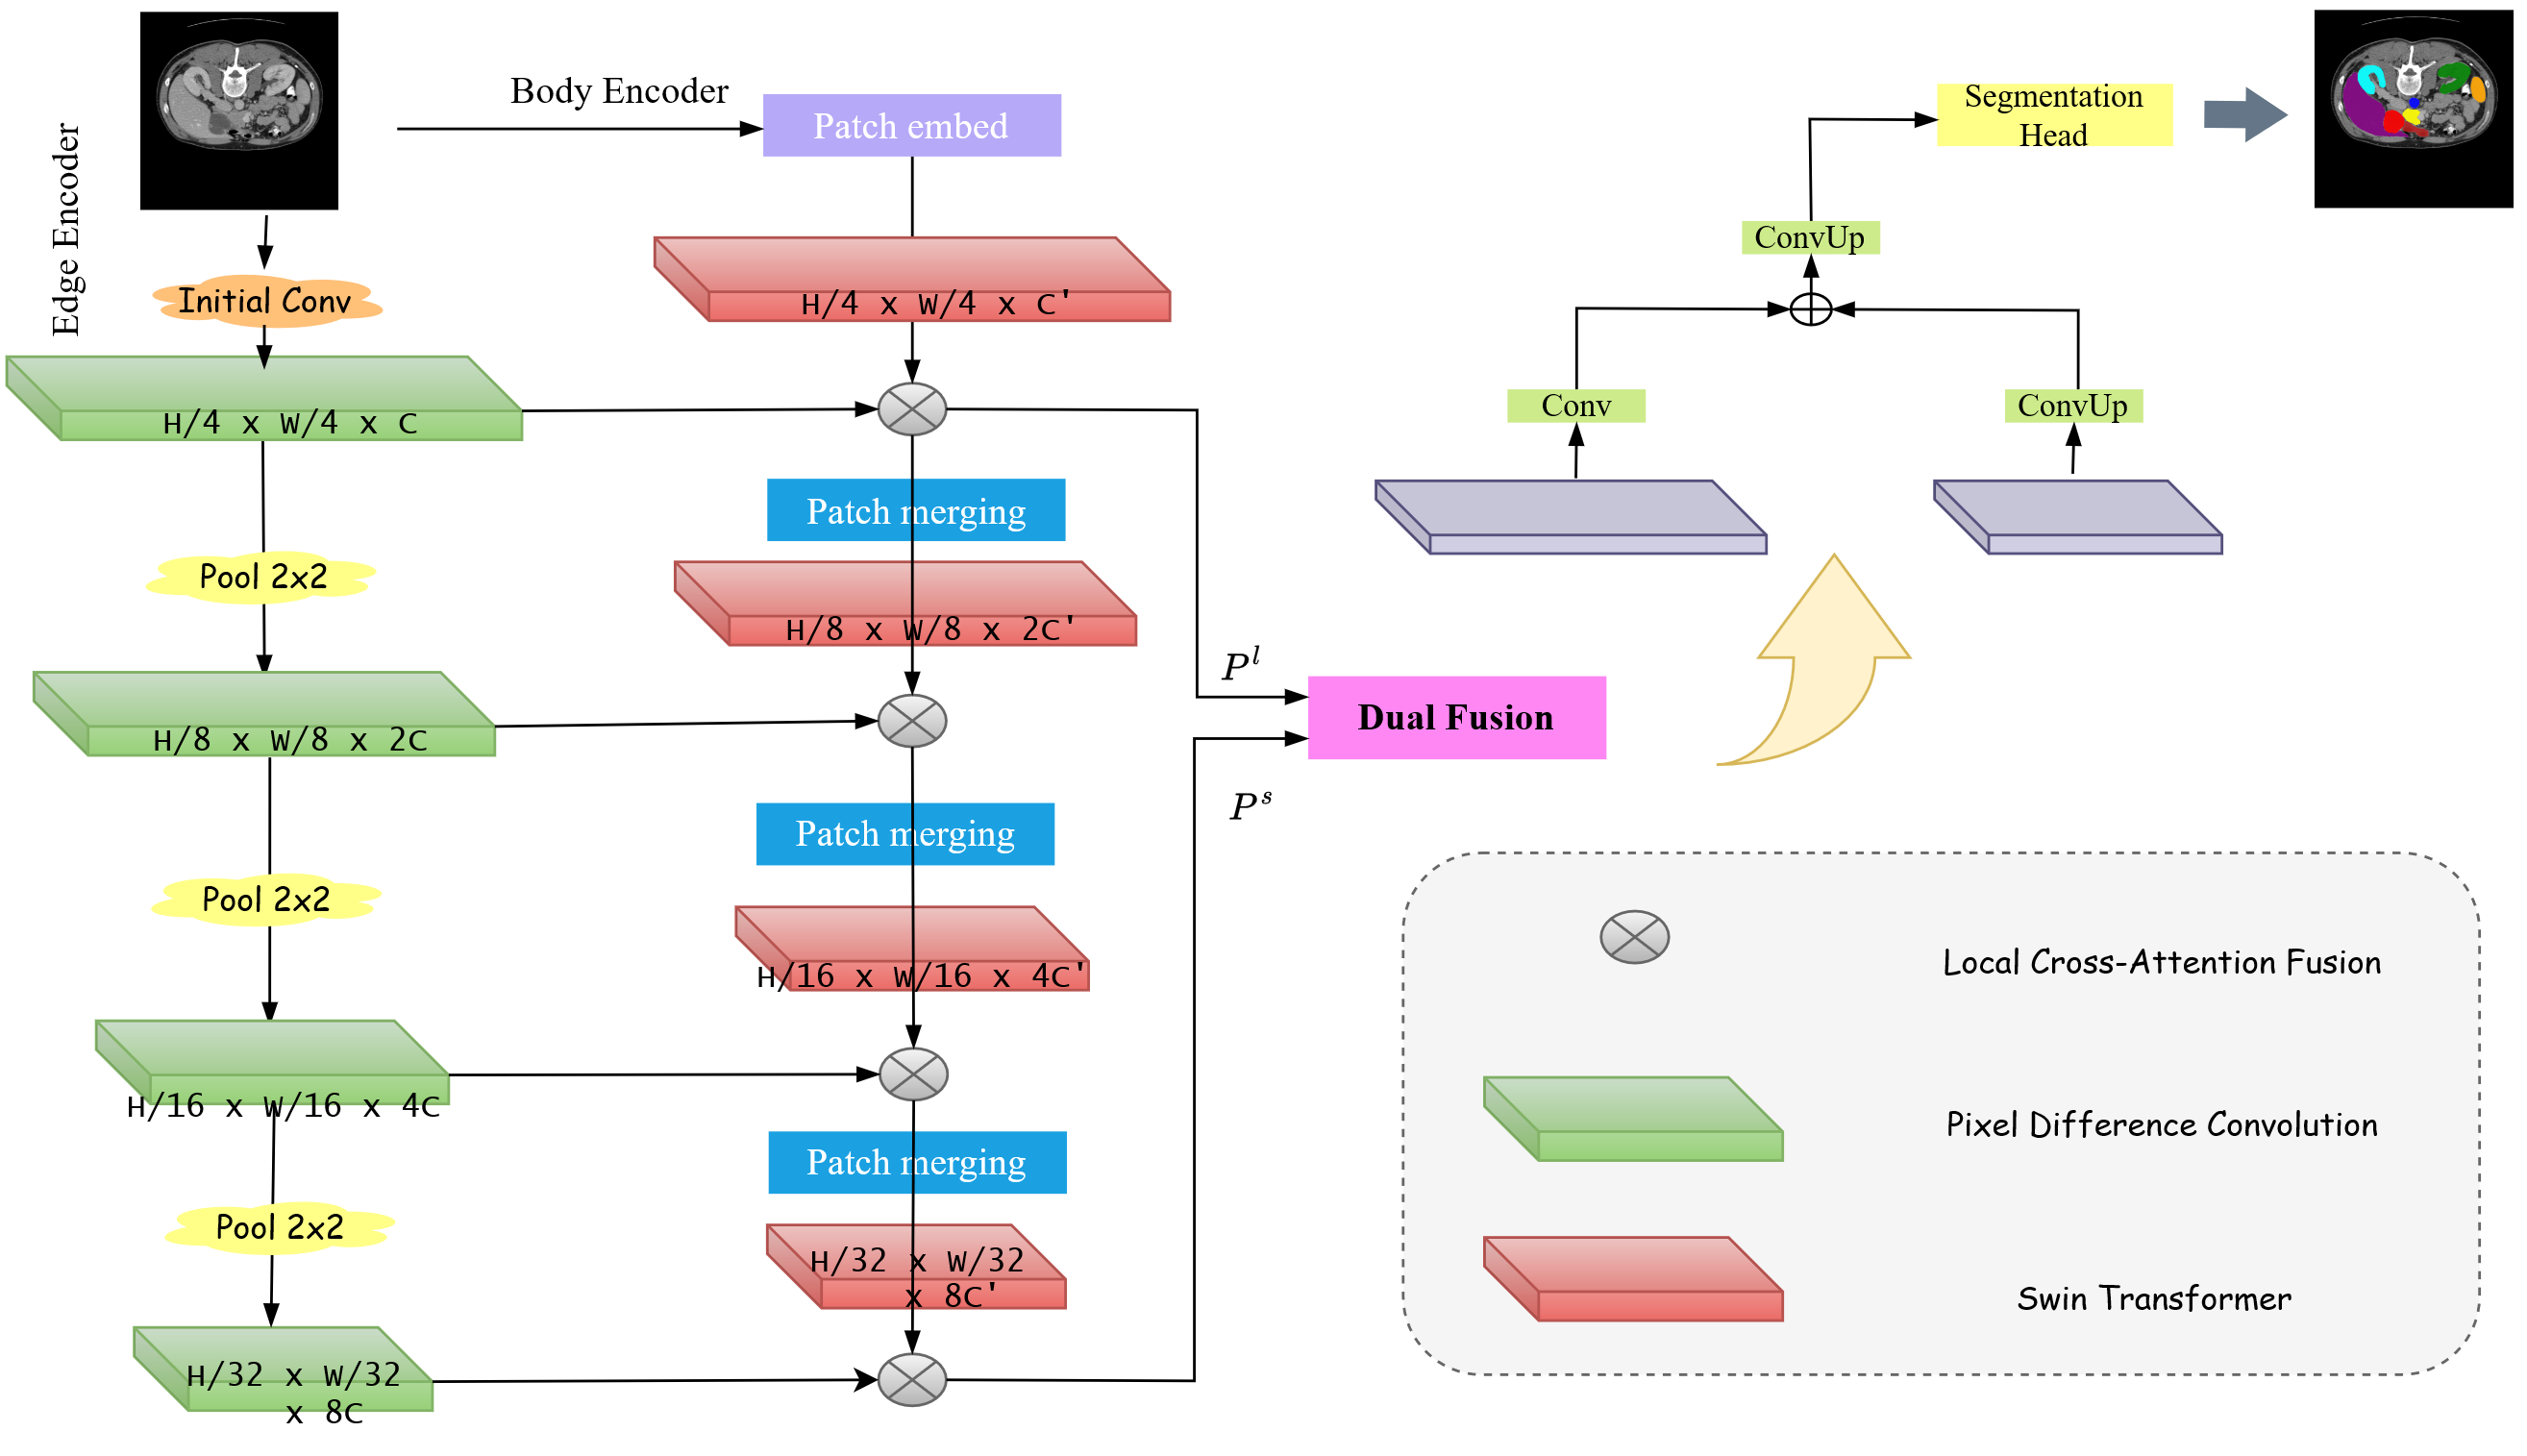 Edge Encoder
Body Encoder
Patch embed
Initial Conv
H/4 x W/4 x C'
H/4 x W/4 x C
Patch merging
Pool 2x2
H/8 x W/8 x 2C'
H/8 x W/8 x 2C
Patch merging
Pool 2x2
H/16 x W/16 x 4C'
H/16 x W/16 x 4C
Patch merging
Pool 2x2
H/32 x W/32
x 8C'
H/32 x W/32
x 8C
P^l
P^s
Dual Fusion
Conv
ConvUp
ConvUp
Segmentation
Head
Local Cross-Attention Fusion
Pixel Difference Convolution
Swin Transformer